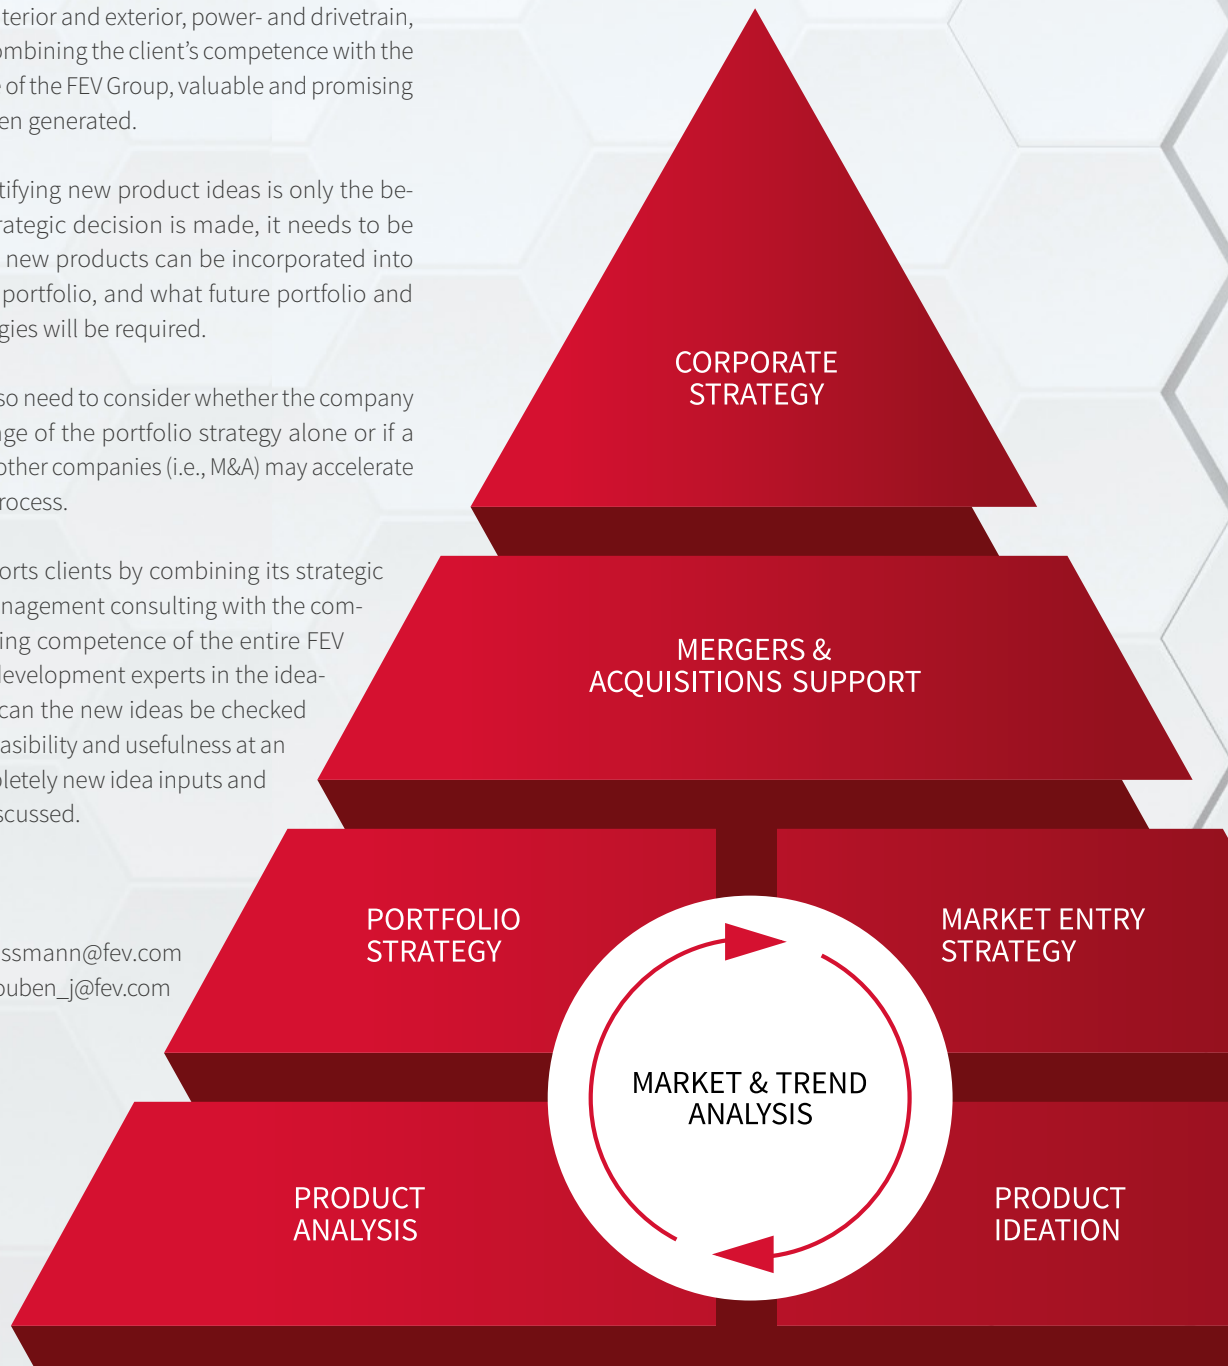 terior and exterior, power- and drivetrain,
ombining the client’s competence with the
e of the FEV Group, valuable and promising
en generated.
tifying new product ideas is only the be-
rategic decision is made, it needs to be
new products can be incorporated into
portfolio, and what future portfolio and
gies will be required.
so need to consider whether the company
ge of the portfolio strategy alone or if a
other companies (i.e., M&A) may accelerate
rocess.
orts clients by combining its strategic
nagement consulting with the com-
ing competence of the entire FEV
development experts in the idea-
can the new ideas be checked
asibility and usefulness at an
pletely new idea inputs and
scussed.
ssmann@fev.com
ouben_j@fev.com
CORPORATE
STRATEGY
MERGERS &
ACQUISITIONS SUPPORT
PORTFOLIO
STRATEGY
MARKET ENTRY
STRATEGY
MARKET & TREND
ANALYSIS
PRODUCT
ANALYSIS
PRODUCT
IDEATION